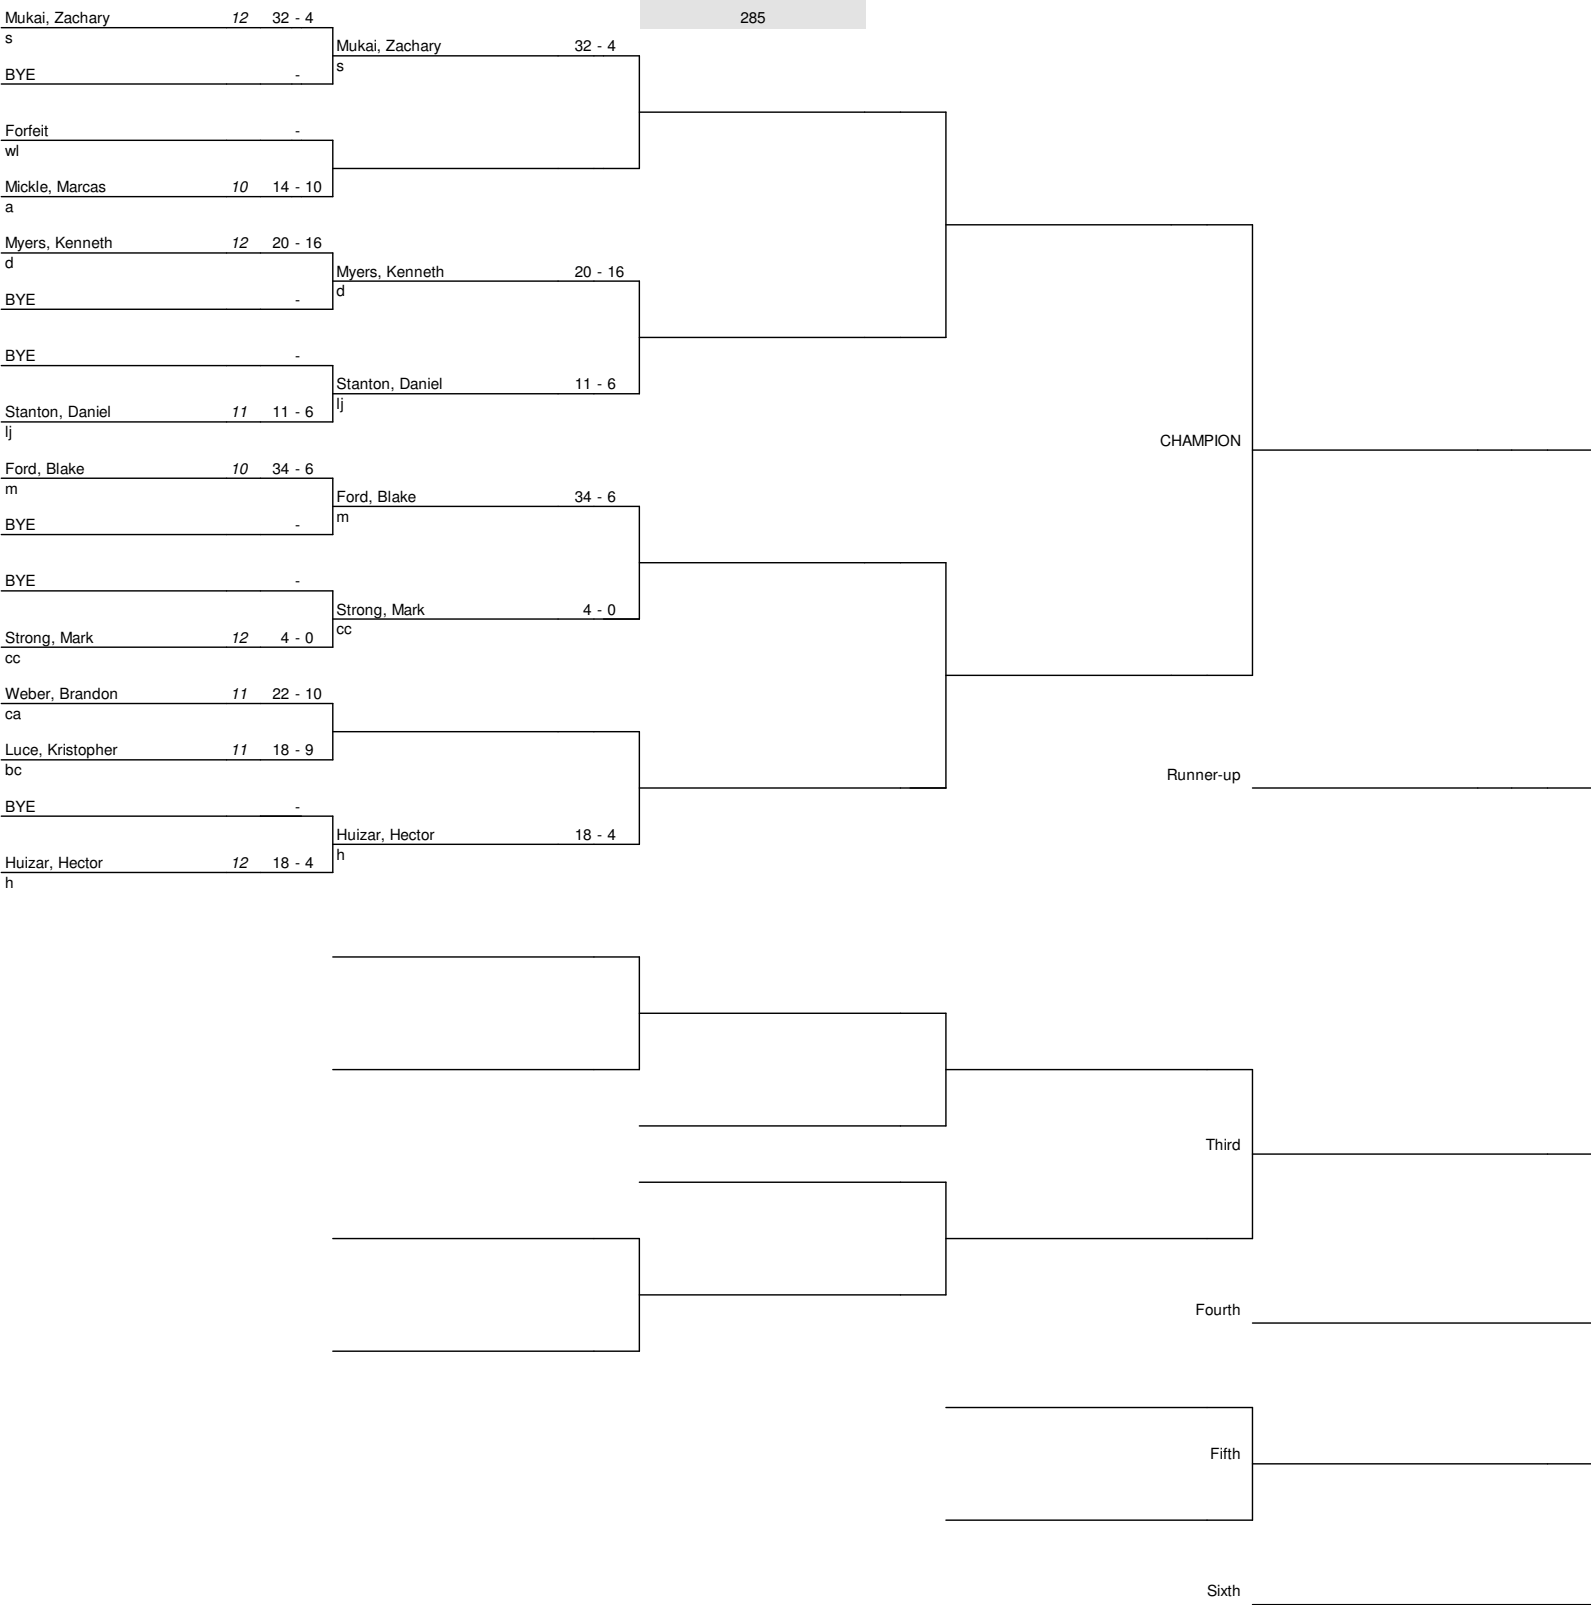 Mukai, Zachary 12 32 - 4 285
s
Mukai, Zachary 32 - 4
s
BYE -
Forfeit -
wl
Mickle, Marcas 10 14 - 10
a
Myers, Kenneth 12 20 - 16
d
Myers, Kenneth 20 - 16
d
BYE -
BYE -
Stanton, Daniel 11 - 6
lj
Stanton, Daniel 11 11 - 6
lj
CHAMPION
Ford, Blake 10 34 - 6
m
Ford, Blake 34 - 6
m
BYE -
BYE -
Strong, Mark 4 - 0
cc
Strong, Mark 12 4 - 0
cc
Weber, Brandon 11 22 - 10
ca
Luce, Kristopher 11 18 - 9
bc
Runner-up
BYE -
Huizar, Hector 18 - 4
h
Huizar, Hector 12 18 - 4
h
Third
Fourth
Fifth
Sixth